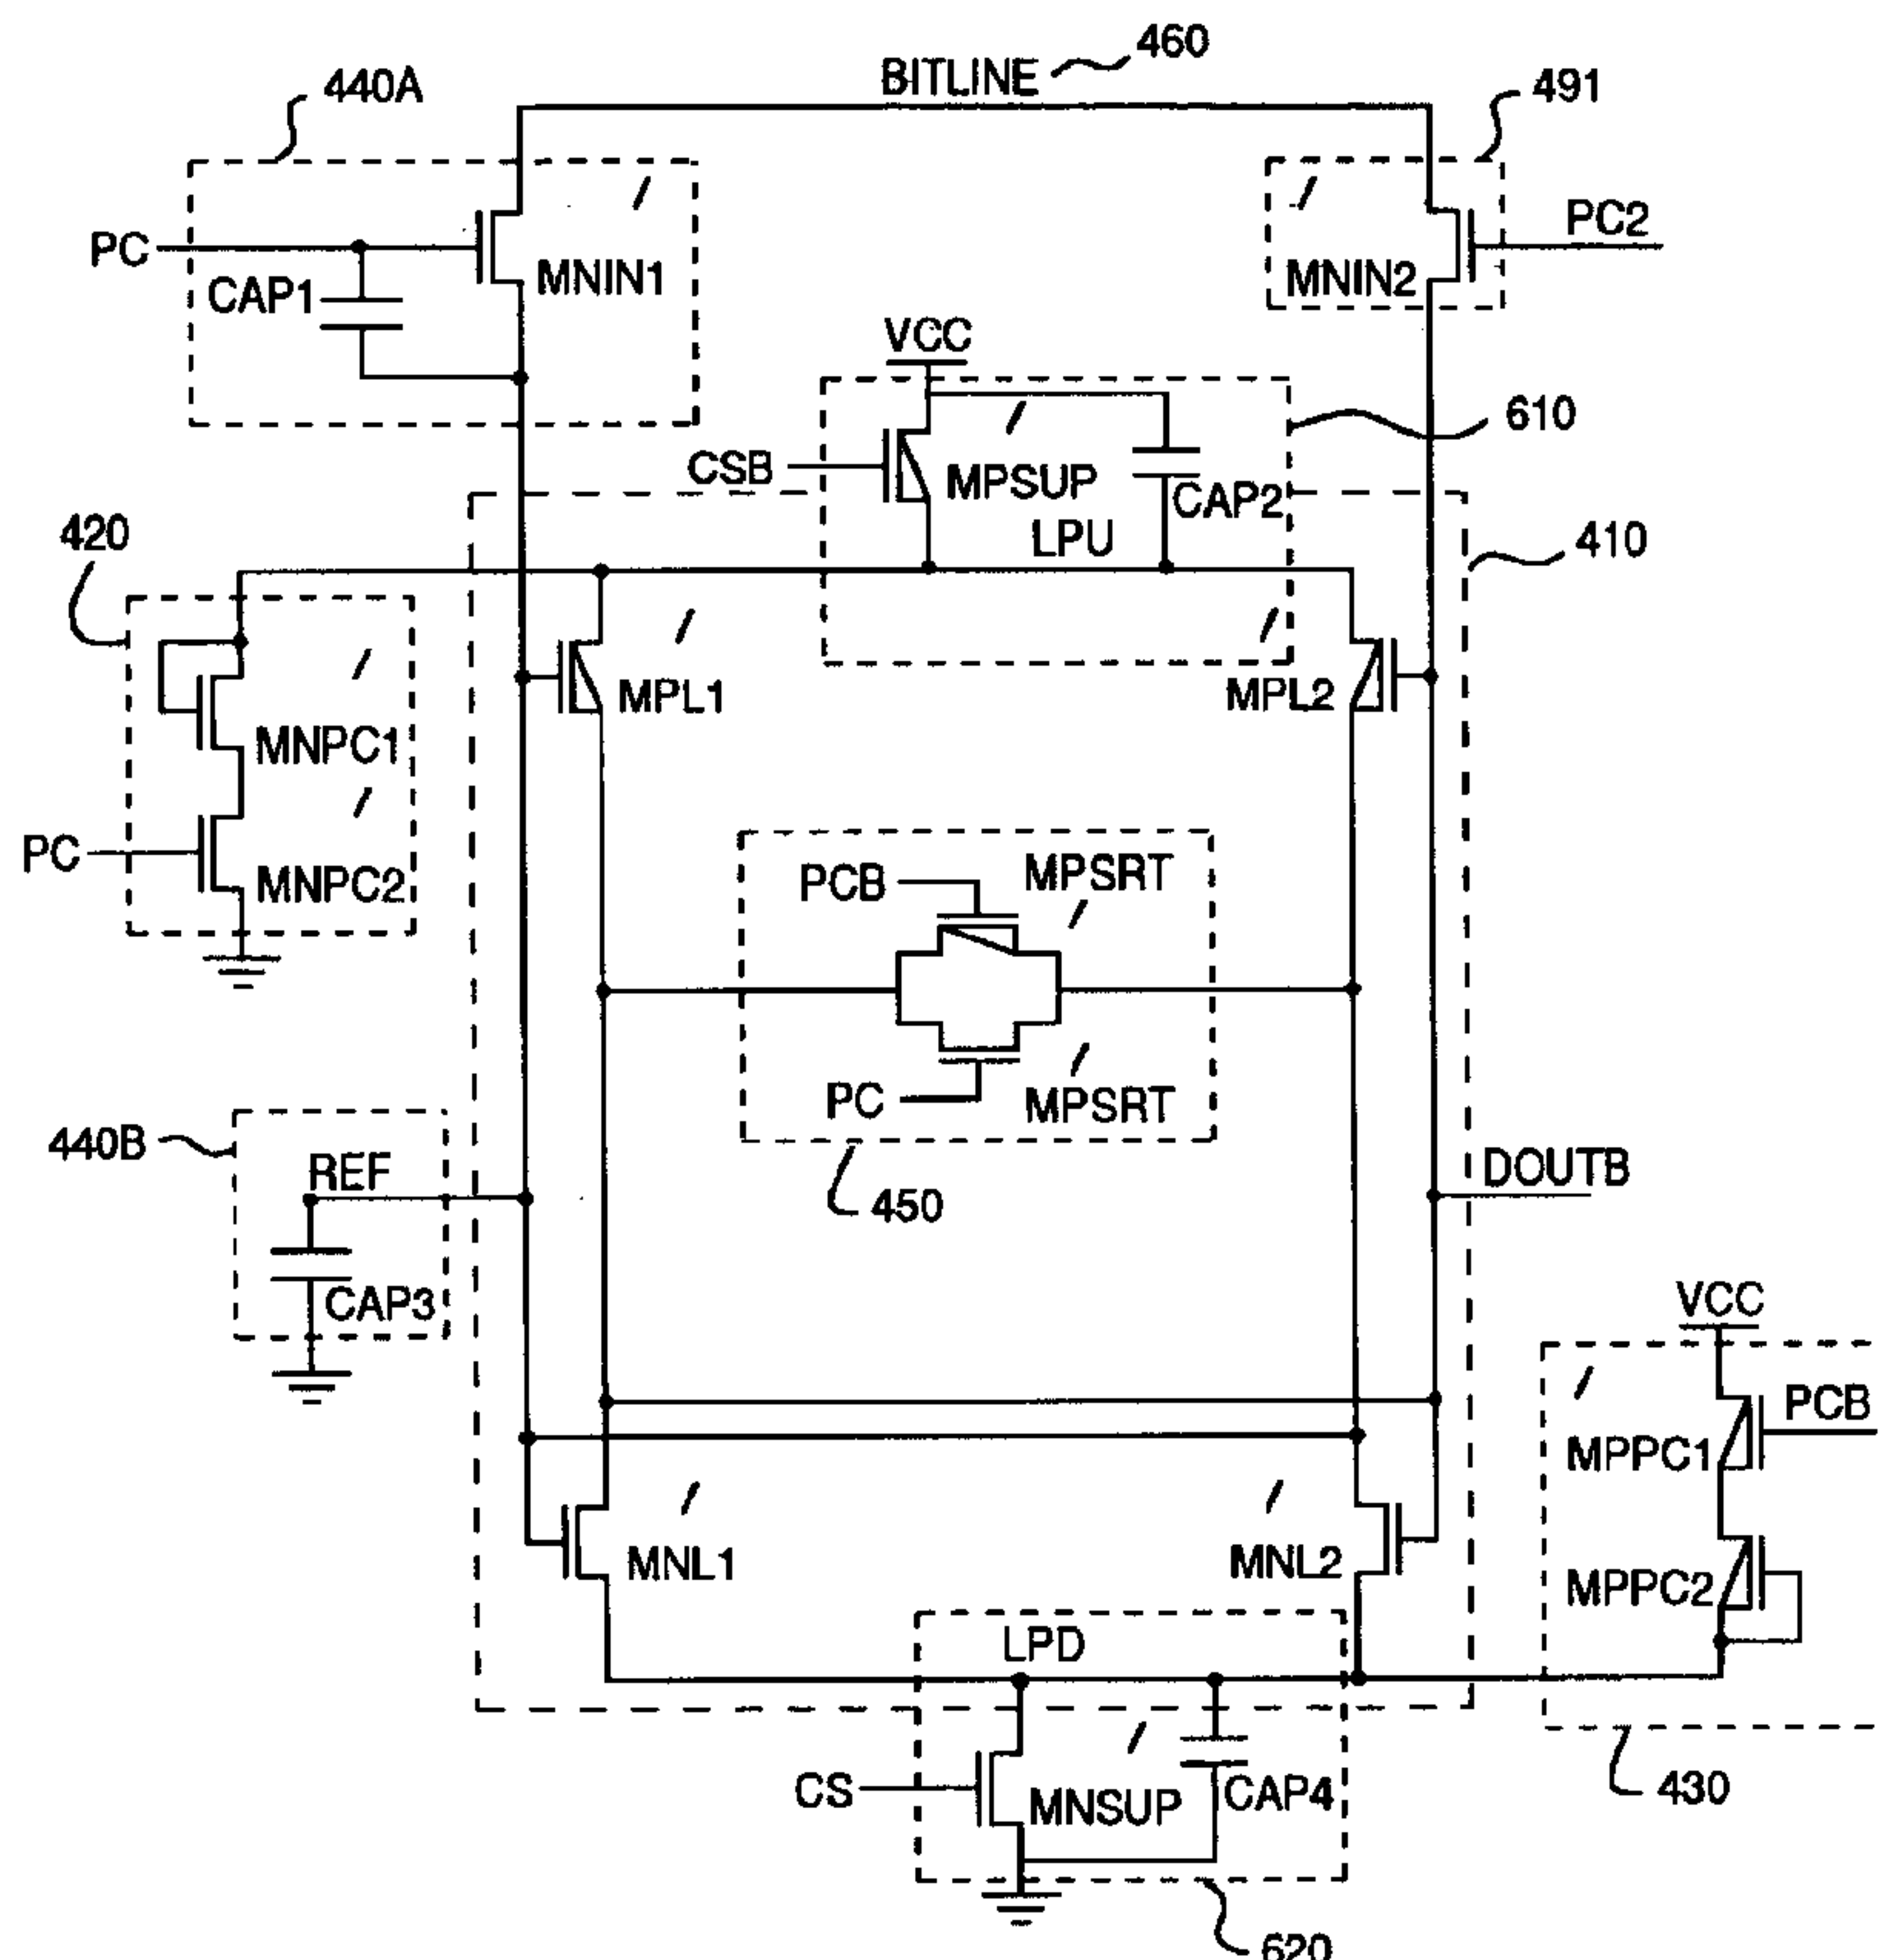 460
BITLINE
440A
491
PC
PC2
CAP1
MNIN1
MNIN2
VCC
610
CSB
MPSUP
CAP2
420
LPU
410
MPL1
MPL2
MNPC1
PC
MNPC2
PCB
MPSRT
PC
MPSRT
440B
REF
DOUTB
450
CAP3
VCC
PCB
MPPC1
MNL1
MNL2
MPPC2
LPD
CS
MNSUP
CAP4
430
620